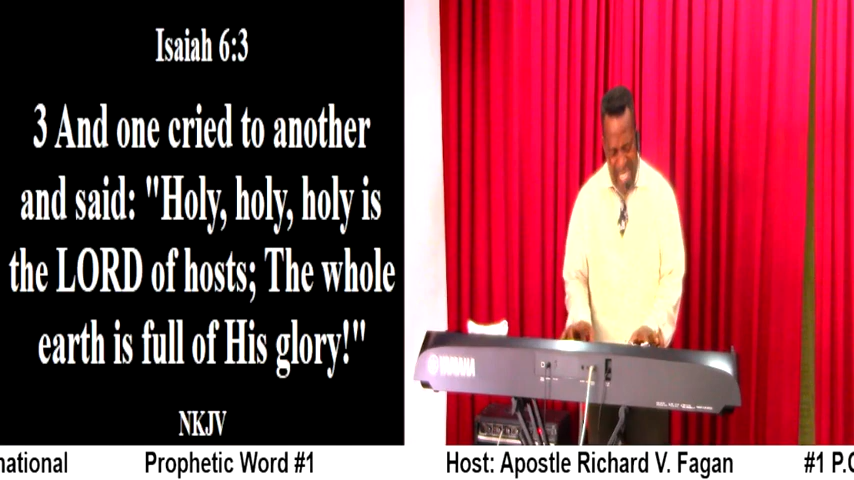 Isaiah 6:3
3 And one cried to another
and said: "Holy, holy, holy is
the LORD of hosts; The whole
earth is full of His glory!"
NKJV
YAMAHA
national Prophetic Word #1 Host: Apostle Richard V. Fagan #1 P.O